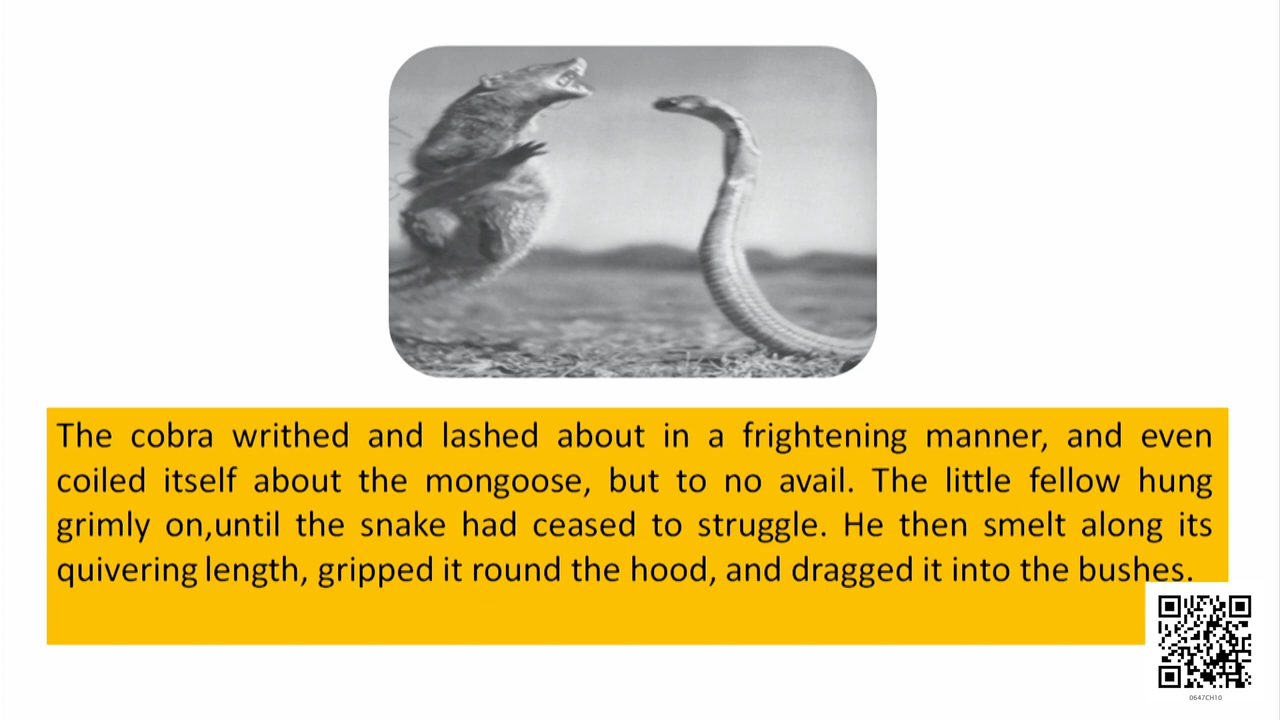 The cobra writhed and lashed about in a frightening manner, and even
coiled itself about the mongoose, but to no avail. The little fellow hung
grimly on,until the snake had ceased to struggle. He then smelt along its
quivering length, gripped it round the hood, and dragged it into the bushes.
0647CH10